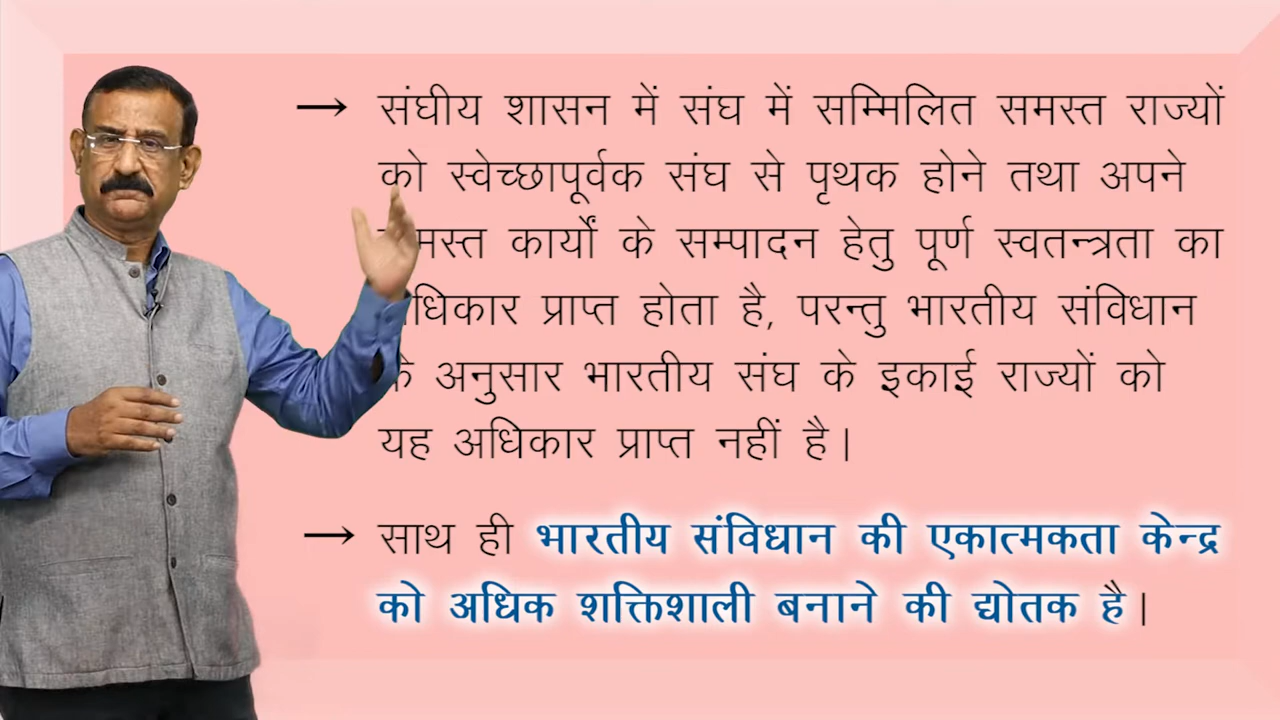 → संघीय शासन में संघ में सम्मिलित समस्त राज्यों
को स्वेच्छापूर्वक संघ से पृथक होने तथा अपने
कार्यों के सम्पादन हेतु पूर्ण स्वतन्त्रता का
प्राप्त होता है, परन्तु भारतीय संविधान
के अनुसार भारतीय संघ के इकाई राज्यों को
यह अधिकार प्राप्त नहीं है।
→ साथ ही भारतीय संविधान की एकात्मकता केन्द्र
को अधिक शक्तिशाली बनाने की द्योतक है।